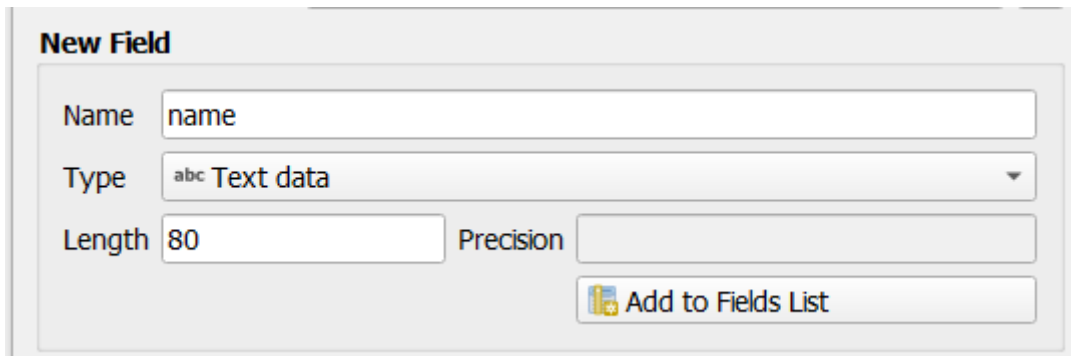 New Field
Name name
Type abc Text data
Length 80 Precision
Add to Fields List